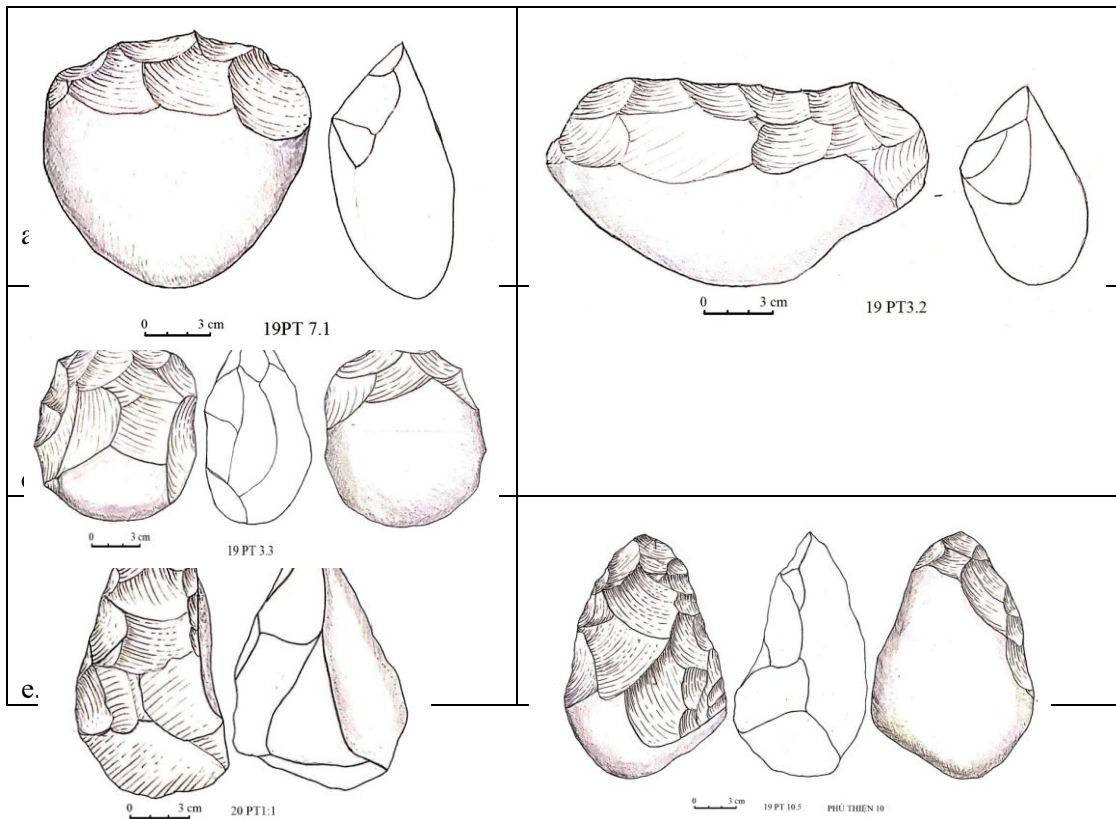 0 3 cm 19PT 7.1
0 3 cm 19 PT3.2
0 3 cm
19 PT 3.3
e.
0 3 cm 20 PT1:1
0 3 cm 19 PT 10.5 PHÚ THIỆN 10